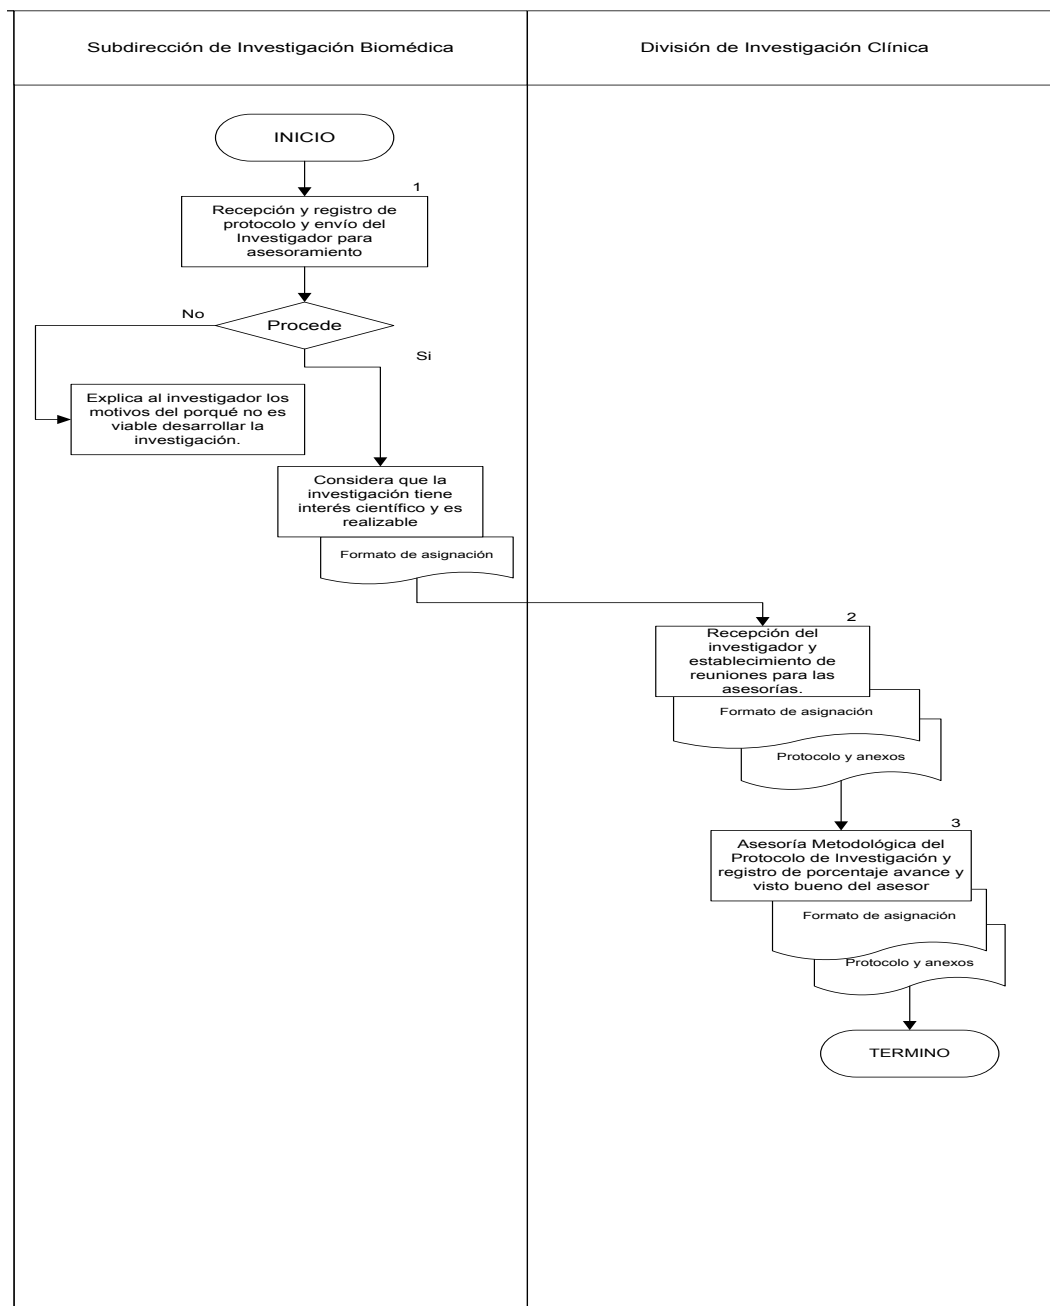 Subdirección de Investigación Biomédica
División de Investigación Clínica
INICIO
1
Recepción y registro de
protocolo y envío del
Investigador para
asesoramiento
No
Procede
Si
Explica al investigador los
motivos del porqué no es
viable desarrollar la
investigación.
Considera que la
investigación tiene
interés científico y es
realizable
Formato de asignación
2
Recepción del
investigador y
establecimiento de
reuniones para las
asesorías.
Formato de asignación
Protocolo y anexos
3
Asesoría Metodológica del
Protocolo de Investigación y
registro de porcentaje avance y
visto bueno del asesor
Formato de asignación
Protocolo y anexos
TERMINO